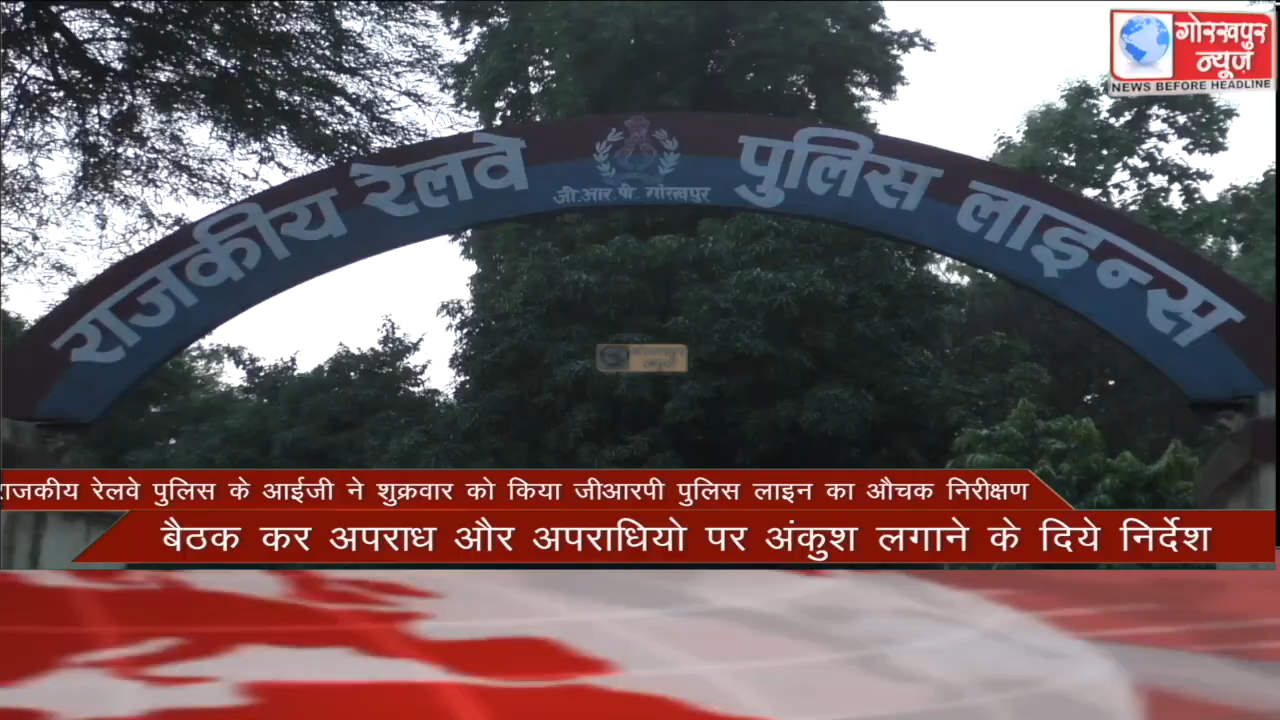 गोरखपुर
न्यूज़
NEWS BEFORE HEADLINE
राजकीय रेलवे पुलिस लाइन्स
जी.आर.पी. गोरखपुर
राजकीय रेलवे पुलिस के आईजी ने शुक्रवार को किया जीआरपी पुलिस लाइन का औचक निरीक्षण
बैठक कर अपराध और अपराधियो पर अंकुश लगाने के दिये निर्देश